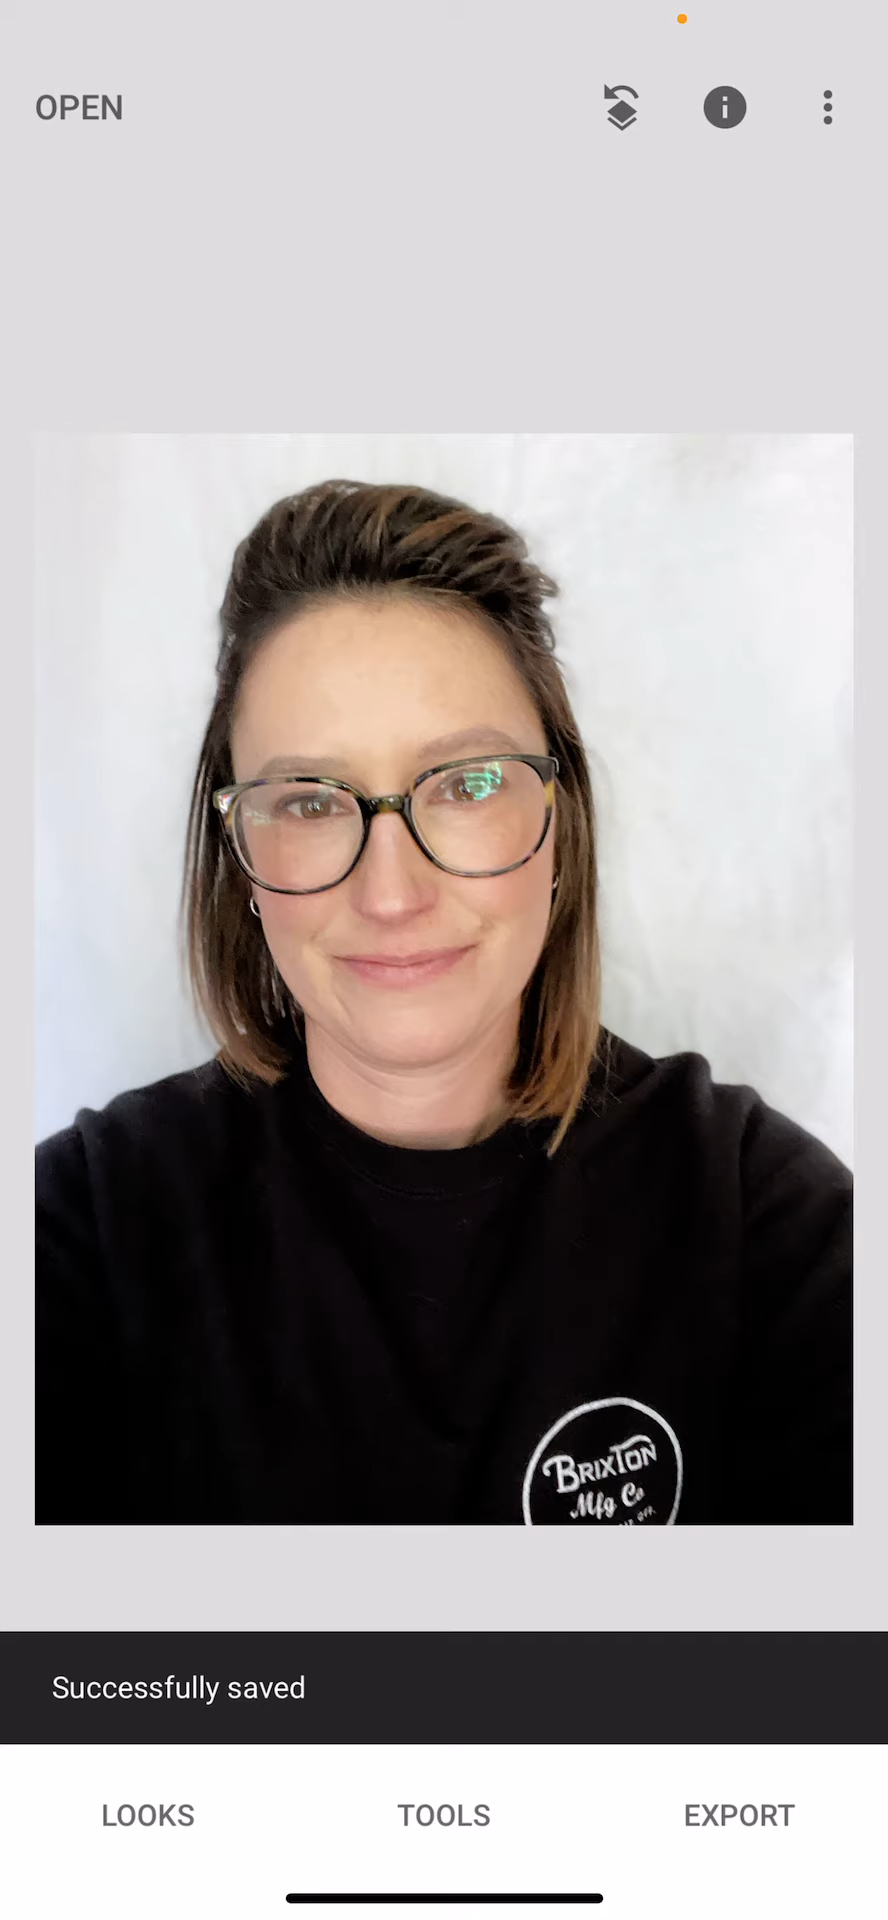 OPEN
BRIXTON
Mfg Co
Successfully saved
LOOKS
TOOLS
EXPORT